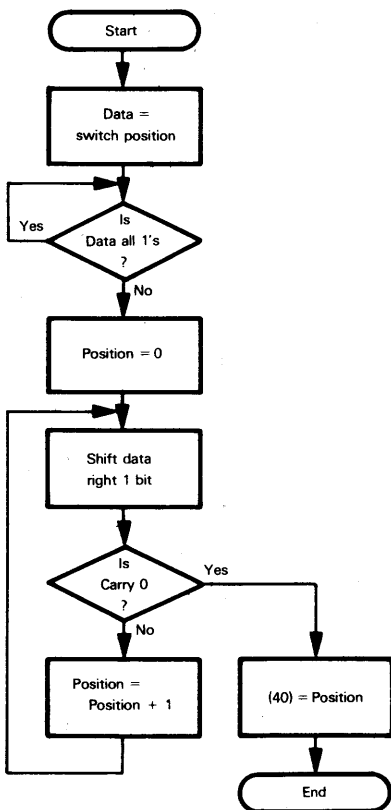 Start
Data =
switch position
Is
Yes
Data all 1's
?
No
Position = 0
Shift data
right 1 bit
Is
Yes
Carry 0
?
No
Position =
Position + 1
(40) = Position
End